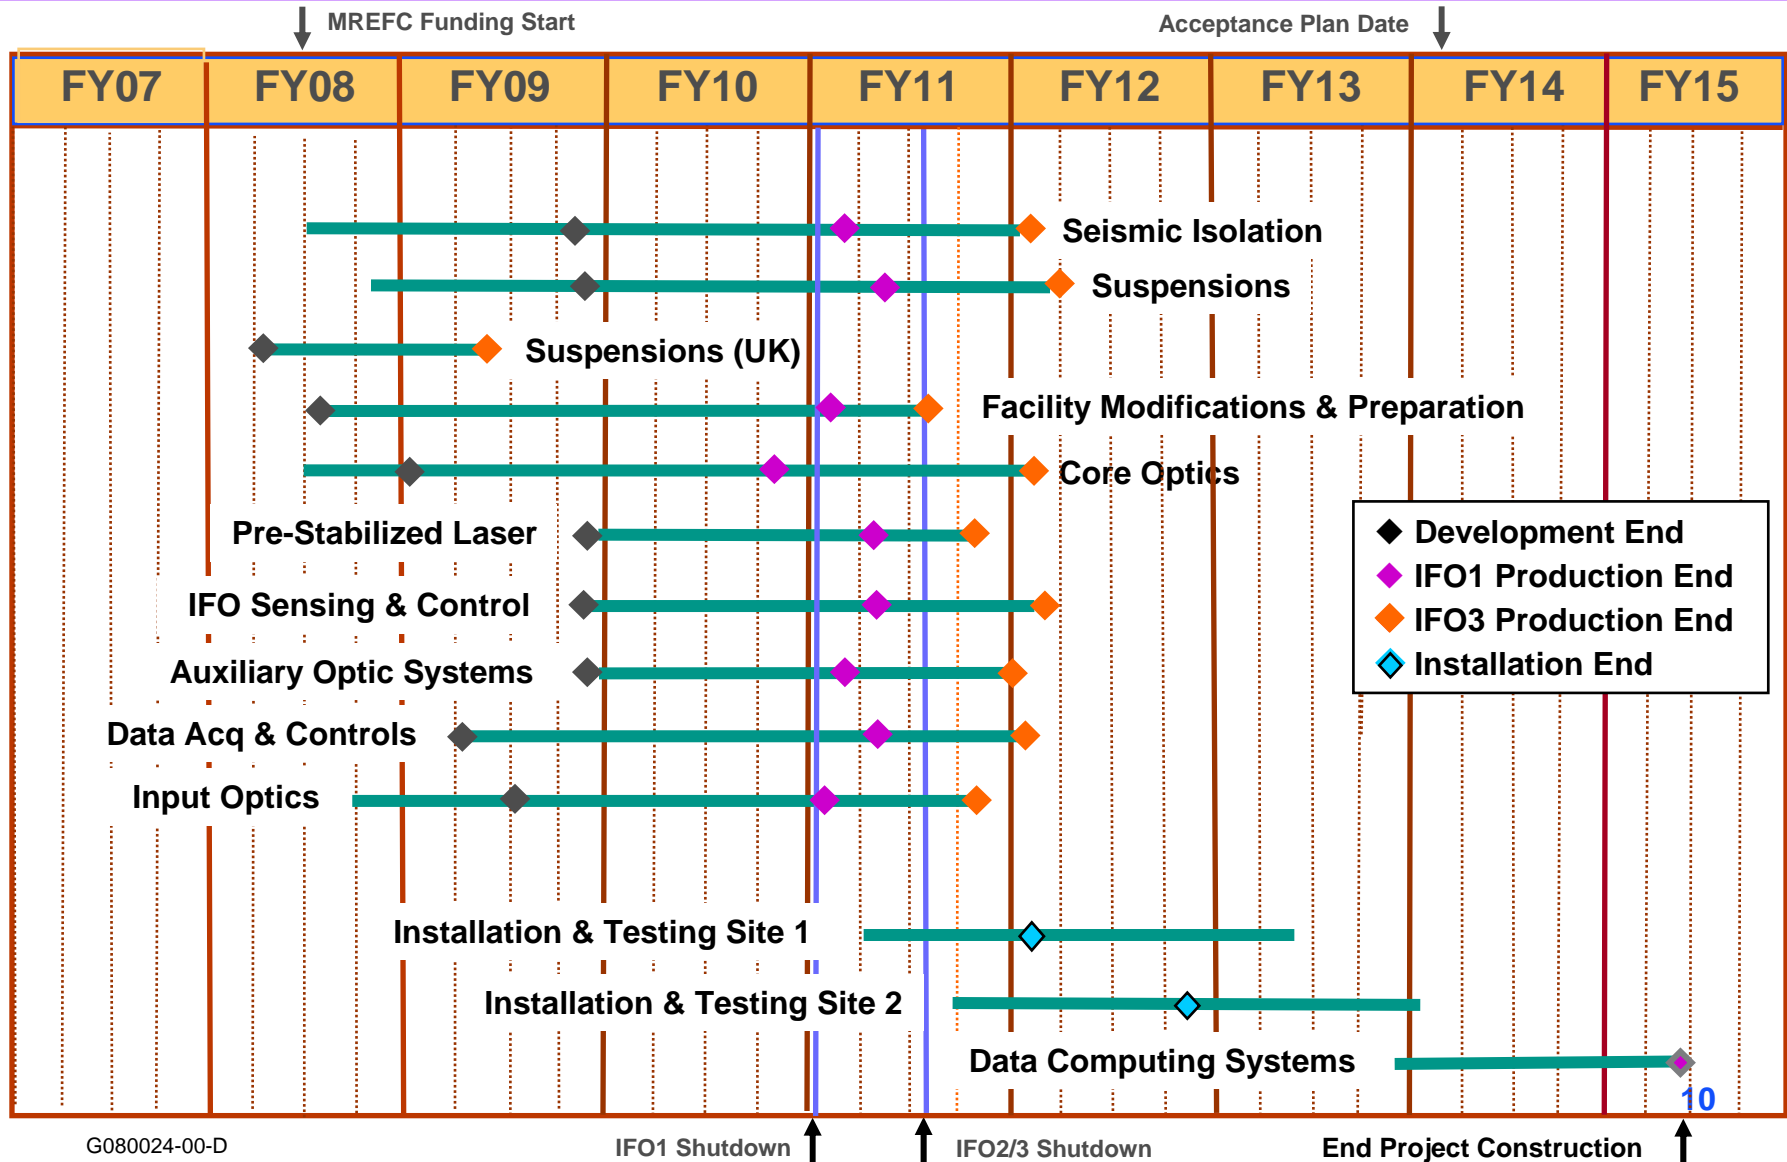 MREFC Funding Start
Acceptance Plan Date
FY07 FY08 FY09 FY10 FY11 FY12 FY13 FY14 FY15
Seismic Isolation
Suspensions
Suspensions (UK)
Facility Modifications & Preparation
Core Optics
Pre-Stabilized Laser
Development End
IFO1 Production End
IFO3 Production End
Installation End
IFO Sensing & Control
Auxiliary Optic Systems
Data Acq & Controls
Input Optics
Installation & Testing Site 1
Installation & Testing Site 2
Data Computing Systems
10
G080024-00-D
IFO1 Shutdown
IFO2/3 Shutdown
End Project Construction